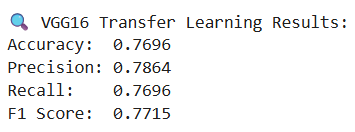 🔍 VGG16 Transfer Learning Results:
Accuracy: 0.7696
Precision: 0.7864
Recall: 0.7696
F1 Score: 0.7715